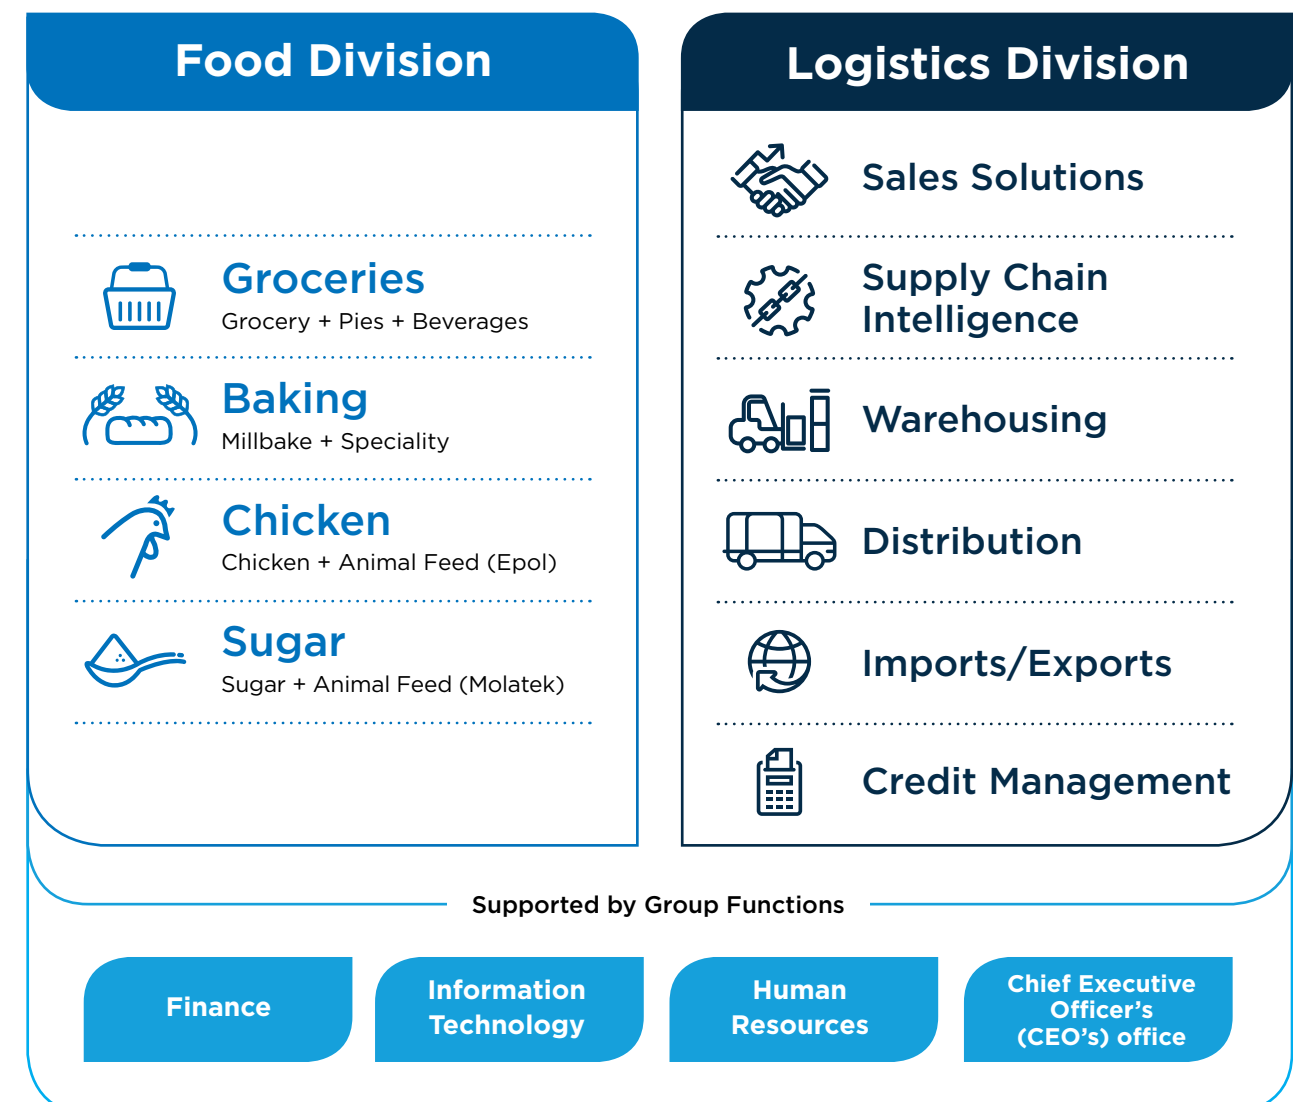 Food Division
Groceries
Grocery + Pies + Beverages
Baking
Millbake + Speciality
Chicken
Chicken + Animal Feed (Epol)
Sugar
Sugar + Animal Feed (Molatek)
Logistics Division
Sales Solutions
Supply Chain
Intelligence
Warehousing
Distribution
Imports/Exports
Credit Management
Supported by Group Functions
Finance
Information
Technology
Human
Resources
Chief Executive
Officer’s
(CEO’s) office